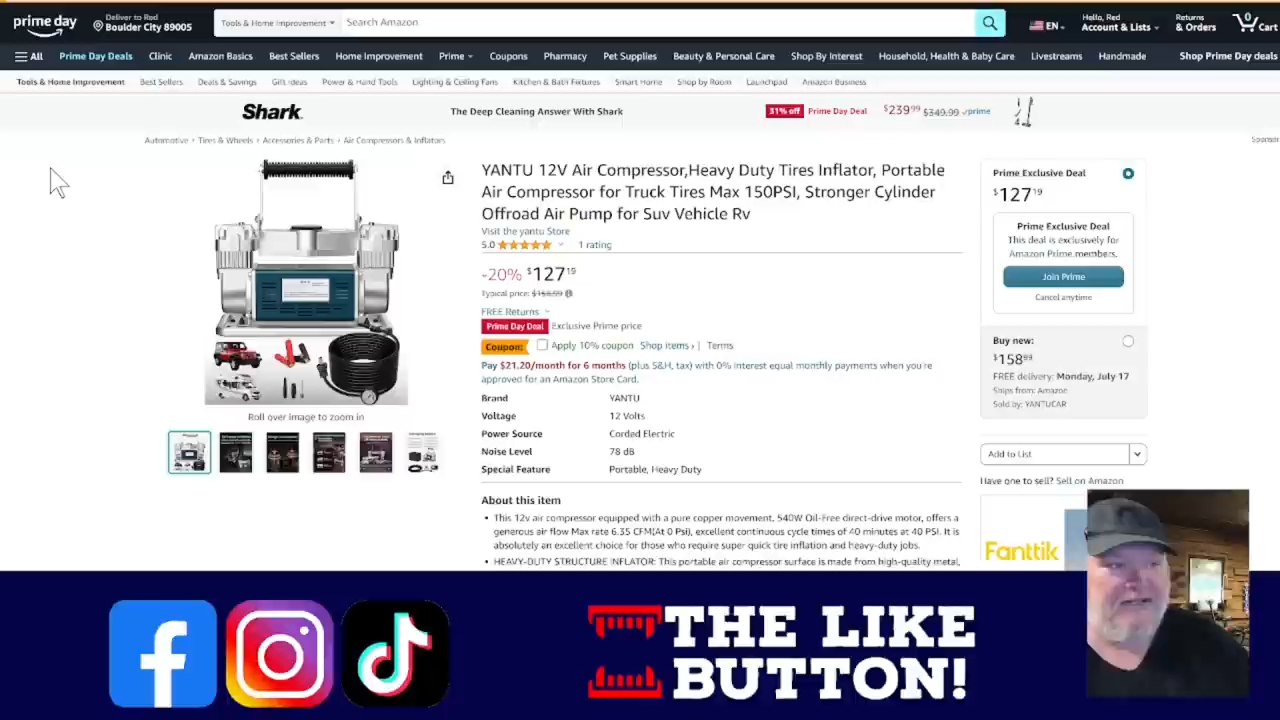 prime day
Deliver to Rod
Boulder City 89005
Tools & Home Improvement
Search Amazon
EN
Hello, Red
Account & Lists
Returns
& Orders
0
Cart
All
Prime Day Deals
Clinic
Amazon Basics
Best Sellers
Home Improvement
Prime
Coupons
Pharmacy
Pet Supplies
Beauty & Personal Care
Shop By Interest
Household, Health & Baby Care
Livestreams
Handmade
Shop Prime Day deals
Tools & Home Improvement
Best Sellers
Deals & Savings
Gift Ideas
Power & Hand Tools
Lighting & Ceiling Fans
Kitchen & Bath Fixtures
Smart Home
Shop by Room
Launchpad
Amazon Business
Shark
The Deep Cleaning Answer With Shark
31% off
Prime Day Deal
$239.99 $349.99 prime
Automotive › Tires & Wheels › Accessories & Parts › Air Compressors & Inflators
YANTU 12V Air Compressor,Heavy Duty Tires Inflator, Portable
Air Compressor for Truck Tires Max 150PSI, Stronger Cylinder
Offroad Air Pump for Suv Vehicle Rv
Visit the yantu Store
5.0
1 rating
-20% $127.19
Typical price: $158.99
FREE Returns
Prime Day Deal Exclusive Prime price
Coupon: Apply 10% coupon Shop items › | Terms
Pay $21.20/month for 6 months (plus S&H, tax) with 0% interest equal monthly payments when you're
approved for an Amazon Store Card.
Brand YANTU
Voltage 12 Volts
Power Source Corded Electric
Noise Level 78 dB
Special Feature Portable, Heavy Duty
About this item
• This 12v air compressor equipped with a pure copper movement, 540W Oil-Free direct-drive motor, offers a
generous air flow Max rate 6.35 CFM(At 0 Psi), excellent continuous cycle times of 40 minutes at 40 PSI. It is
absolutely an excellent choice for those who require super quick tire inflation and heavy-duty jobs.
• HEAVY-DUTY STRUCTURE INFLATOR: This portable air compressor surface is made from high-quality metal,
Roll over image to zoom in
Prime Exclusive Deal
$127.19
Prime Exclusive Deal
This deal is exclusively for
Amazon Prime members.
Join Prime
Cancel anytime
Buy new:
$158.99
FREE delivery: Monday, July 17
Ships from: Amazon
Sold by: YANTUCAR
Add to List
Have one to sell? Sell on Amazon
Fanttik
THE LIKE
BUTTON!